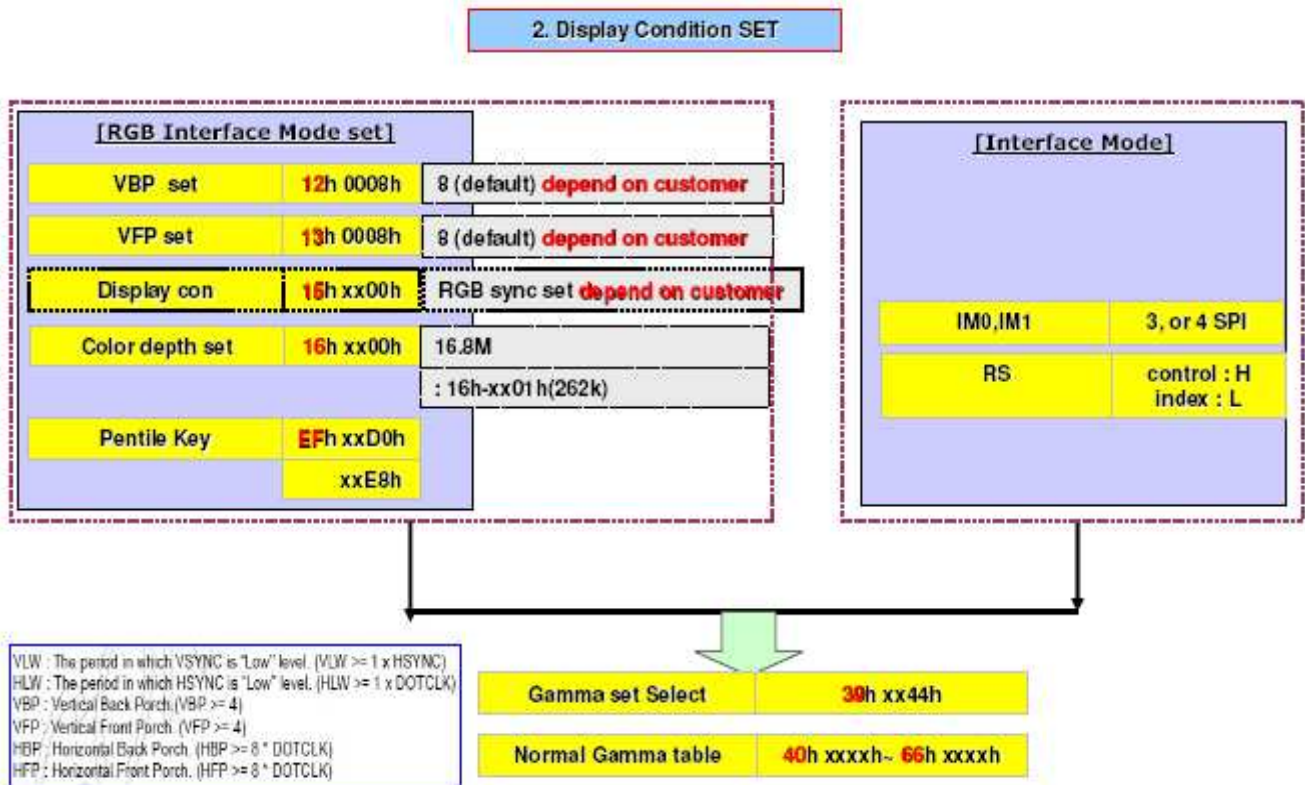 2. Display Condition SET
[RGB Interface Mode set]
VBP set 12h 0008h 8 (default) depend on customer
VFP set 13h 0008h 8 (default) depend on customer
Display con 15h xx00h RGB sync set depend on customer
Color depth set 16h xx00h 16.8M
: 16h-xx01h(262k)
Pentile Key EFh xxD0h
xxE8h
[Interface Mode]
IM0,IM1 3, or 4 SPI
RS control : H
index : L
VLW : The period in which VSYNC is "Low" level. (VLW >= 1 x HSYNC)
HLW : The period in which HSYNC is "Low" level. (HLW >= 1 x DOTCLK)
VBP : Vertical Back Porch.(VBP >= 4)
VFP : Vertical Front Porch. (VFP >= 4)
HBP : Horizontal Back Porch. (HBP >= 8 * DOTCLK)
HFP : Horizontal Front Porch. (HFP >= 8 * DOTCLK)
Gamma set Select 39h xx44h
Normal Gamma table 40h xxxxh~ 66h xxxxh